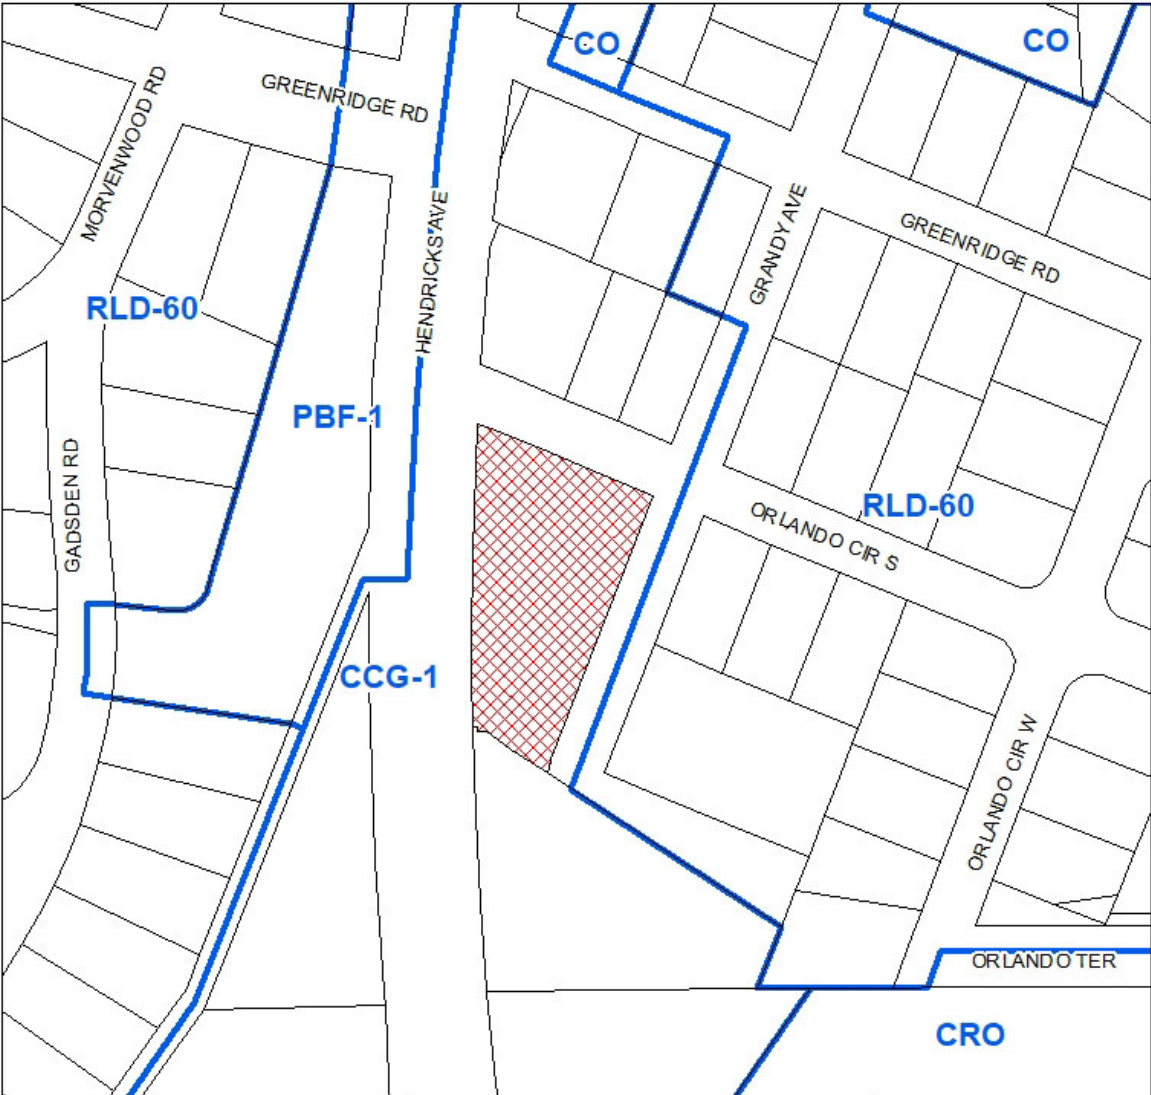 CO
CO
GREENRIDGE RD
MORVENWOOD RD
HENDRICKS AVE
GRANDY AVE
GREENRIDGE RD
RLD-60
PBF-1
GADSDEN RD
RLD-60
ORLANDO CIR S
CCG-1
ORLANDO CIR W
ORLANDO TER
CRO